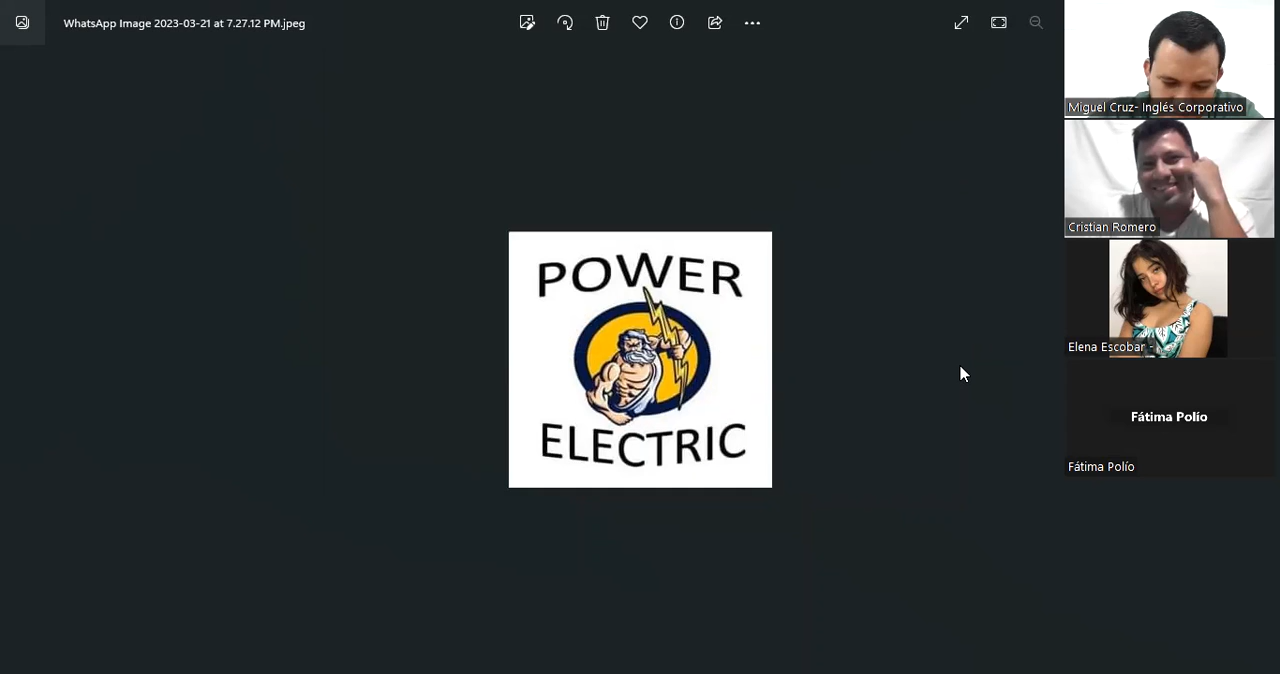 WhatsApp Image 2023-03-21 at 7.27.12 PM.jpeg
Miguel Cruz- Inglés Corporativo
Cristian Romero
POWER
ELECTRIC
Elena Escobar -
Fátima Polío
Fátima Polío